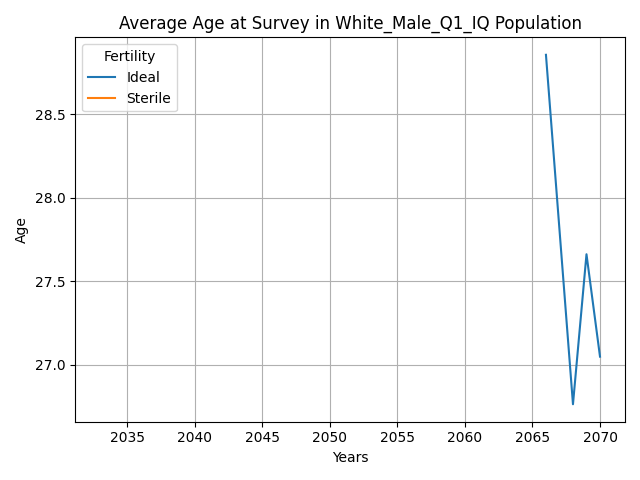 Average Age at Survey in White_Male_Q1_IQ Population
Fertility
Ideal
Sterile
Age
28.5
28.0
27.5
27.0
2035 2040 2045 2050 2055 2060 2065 2070
Years